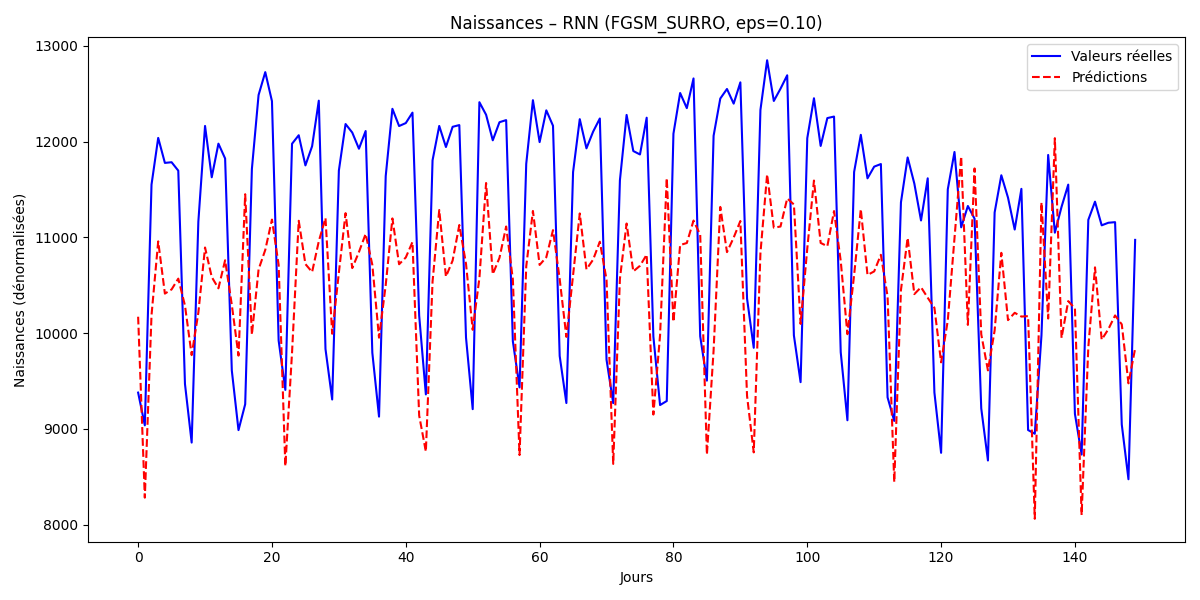 Naissances – RNN (FGSM_SURRO, eps=0.10)
Valeurs réelles
Prédictions
Naissances (dénormalisées)
13000
12000
11000
10000
9000
8000
0 20 40 60 80 100 120 140
Jours